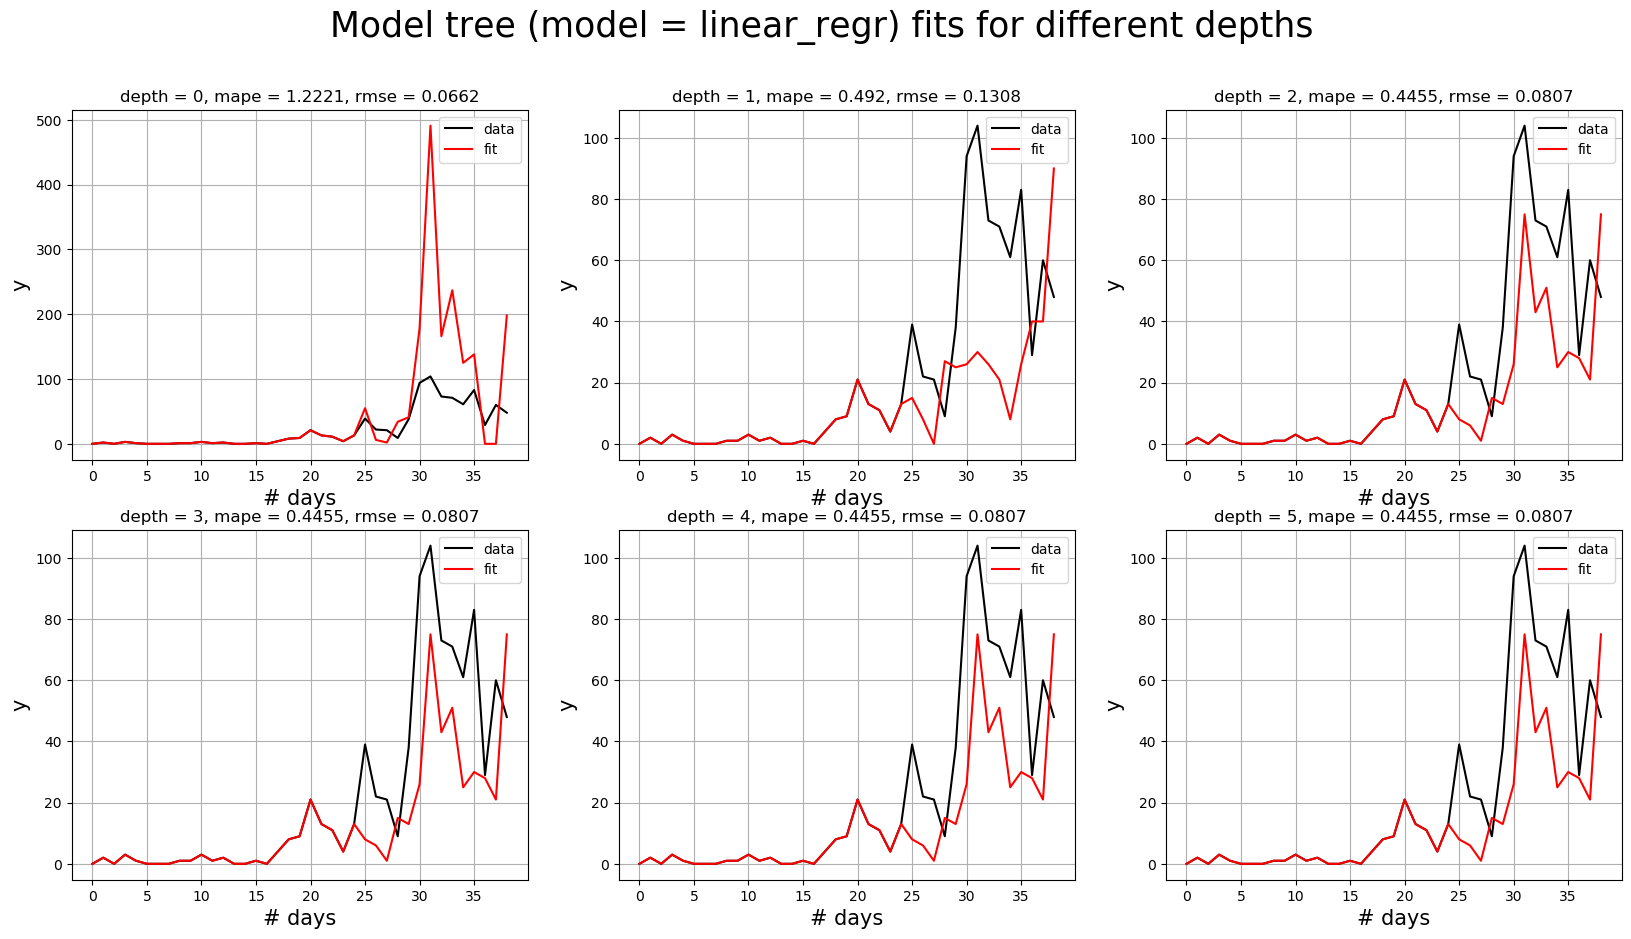 Model tree (model = linear_regr) fits for different depths
depth = 0, mape = 1.2221, rmse = 0.0662
500
400
300
200
100
0
y
0 5 10 15 20 25 30 35
# days
data
fit
depth = 1, mape = 0.492, rmse = 0.1308
100
80
60
40
20
0
y
0 5 10 15 20 25 30 35
# days
data
fit
depth = 2, mape = 0.4455, rmse = 0.0807
100
80
60
40
20
0
y
0 5 10 15 20 25 30 35
# days
data
fit
depth = 3, mape = 0.4455, rmse = 0.0807
100
80
60
40
20
0
y
0 5 10 15 20 25 30 35
# days
data
fit
depth = 4, mape = 0.4455, rmse = 0.0807
100
80
60
40
20
0
y
0 5 10 15 20 25 30 35
# days
data
fit
depth = 5, mape = 0.4455, rmse = 0.0807
100
80
60
40
20
0
y
0 5 10 15 20 25 30 35
# days
data
fit